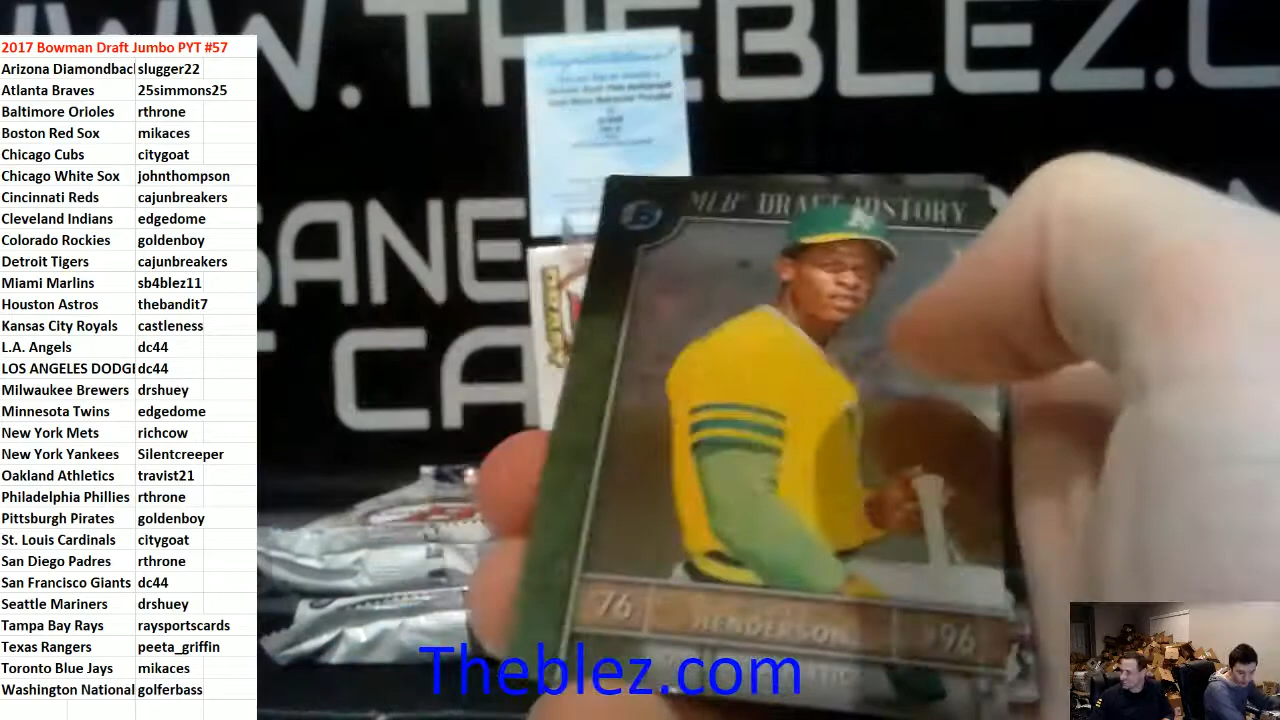 2017 Bowman Draft Jumbo PYT #57
Arizona Diamondbac slugger22
Atlanta Braves 25simmons25
Baltimore Orioles rthrone
Boston Red Sox mikaces
Chicago Cubs citygoat
Chicago White Sox johnthompson
Cincinnati Reds cajunbreakers
Cleveland Indians edgedome
Colorado Rockies goldenboy
Detroit Tigers cajunbreakers
Miami Marlins sb4blez11
Houston Astros thebandit7
Kansas City Royals castleness
L.A. Angels dc44
LOS ANGELES DODG dc44
Milwaukee Brewers drshuey
Minnesota Twins edgedome
New York Mets richcow
New York Yankees Silentcreeper
Oakland Athletics travist21
Philadelphia Phillies rthrone
Pittsburgh Pirates goldenboy
St. Louis Cardinals citygoat
San Diego Padres rthrone
San Francisco Giants dc44
Seattle Mariners drshuey
Tampa Bay Rays raysportscards
Texas Rangers peeta_griffin
Toronto Blue Jays mikaces
Washington National golferbass
WWW.THEBLEZ.C
SANE
CA
MLB® DRAFT HISTORY
76 HENDERSON #96
Theblez.com